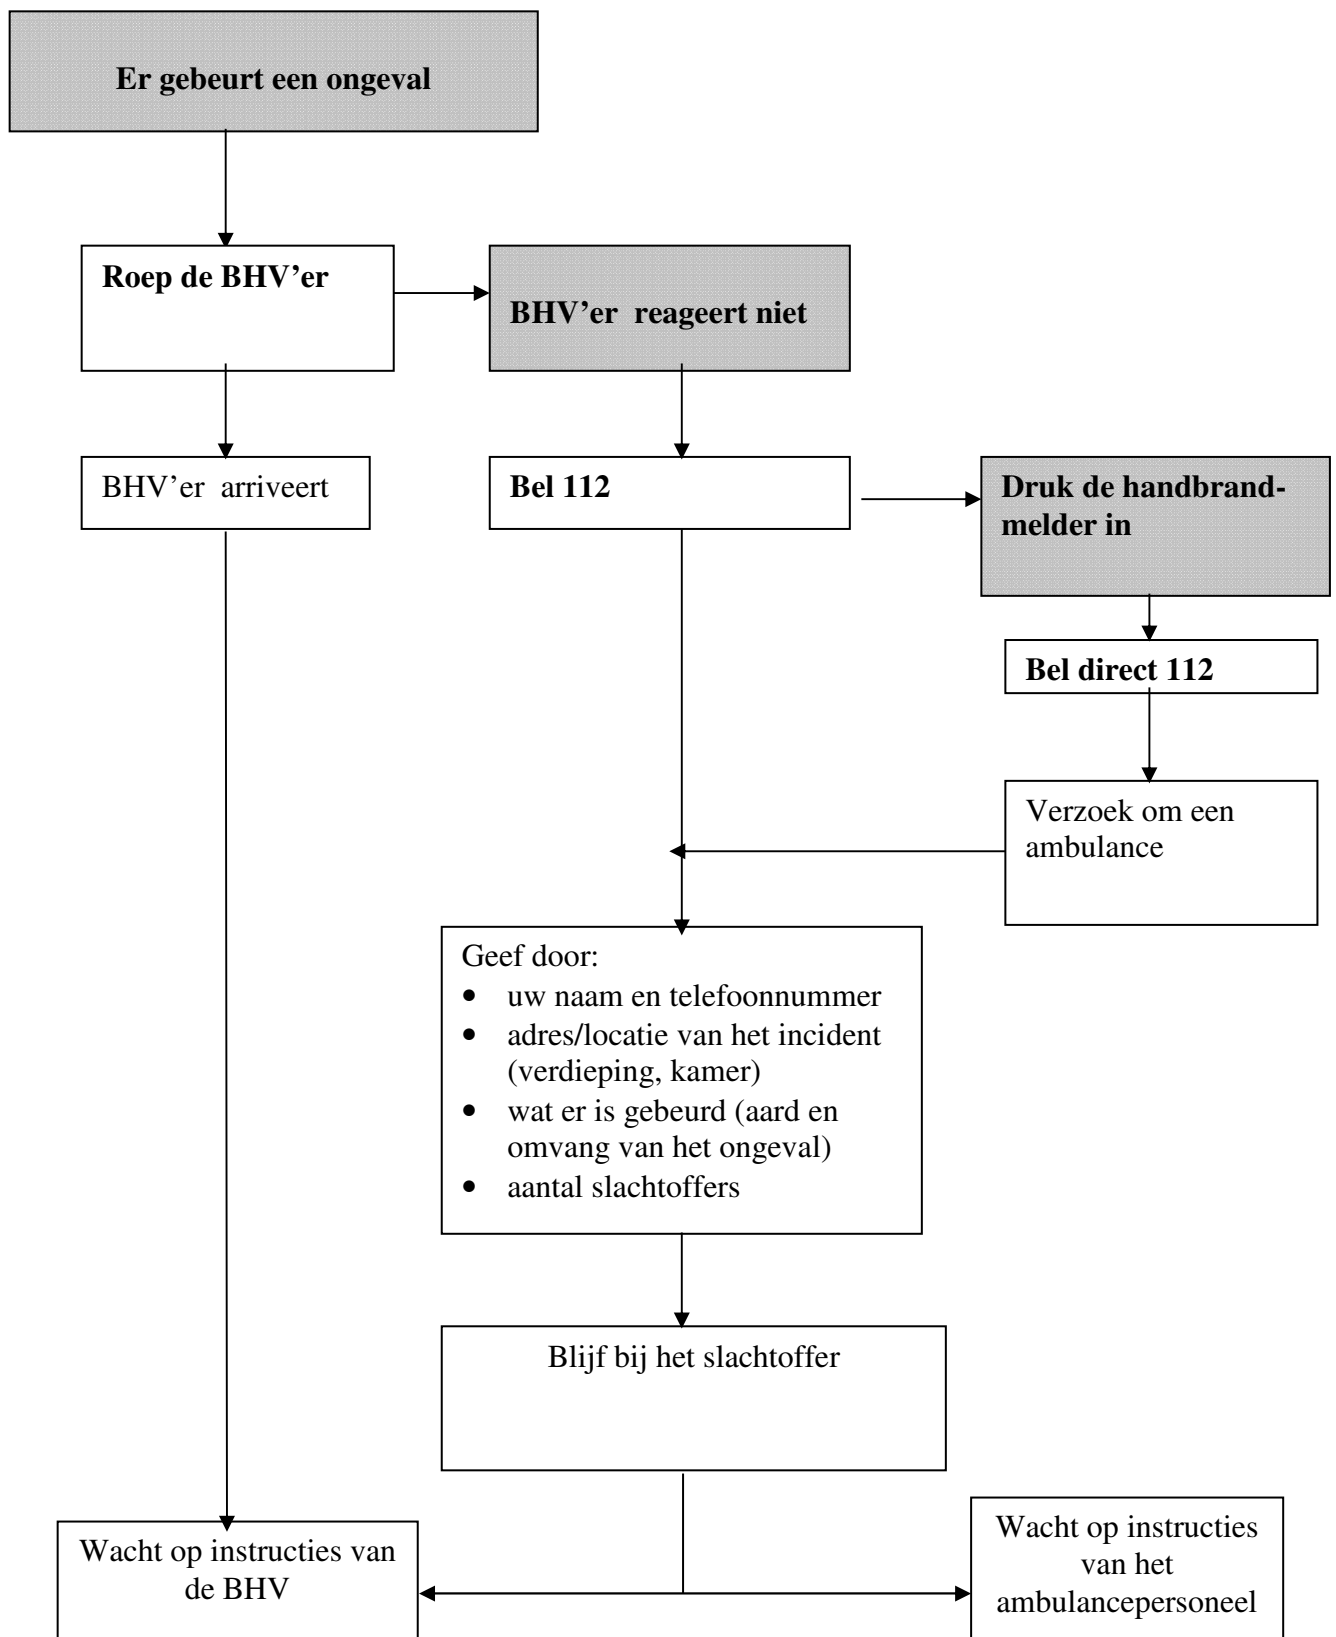 Er gebeurt een ongeval
Roep de BHV’er
BHV’er  reageert niet
BHV’er  arriveert
Bel 112
Druk de handbrand-
melder in
Bel direct 112
Verzoek om een
ambulance
Geef door:
• uw naam en telefoonnummer
• adres/locatie van het incident
(verdieping, kamer)
• wat er is gebeurd (aard en
omvang van het ongeval)
• aantal slachtoffers
Blijf bij het slachtoffer
Wacht op instructies van
de BHV
Wacht op instructies
van het
ambulancepersoneel